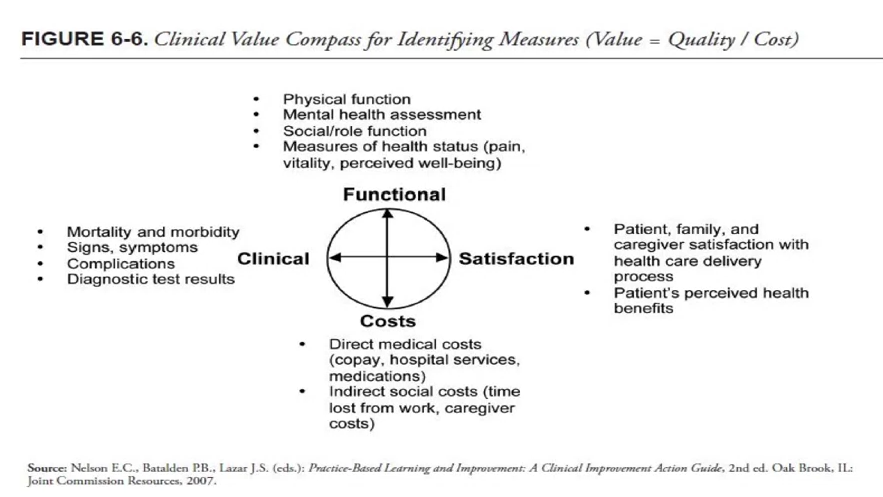 FIGURE 6-6. Clinical Value Compass for Identifying Measures (Value = Quality / Cost)
• Physical function
• Mental health assessment
• Social/role function
• Measures of health status (pain,
vitality, perceived well-being)
Functional
• Mortality and morbidity
• Signs, symptoms
• Complications
• Diagnostic test results
Clinical
Satisfaction
• Patient, family, and
caregiver satisfaction with
health care delivery
process
• Patient's perceived health
benefits
Costs
• Direct medical costs
(copay, hospital services,
medications)
• Indirect social costs (time
lost from work, caregiver
costs)
Source: Nelson E.C., Batalden P.B., Lazar J.S. (eds.): Practice-Based Learning and Improvement: A Clinical Improvement Action Guide, 2nd ed. Oak Brook, IL:
Joint Commission Resources, 2007.